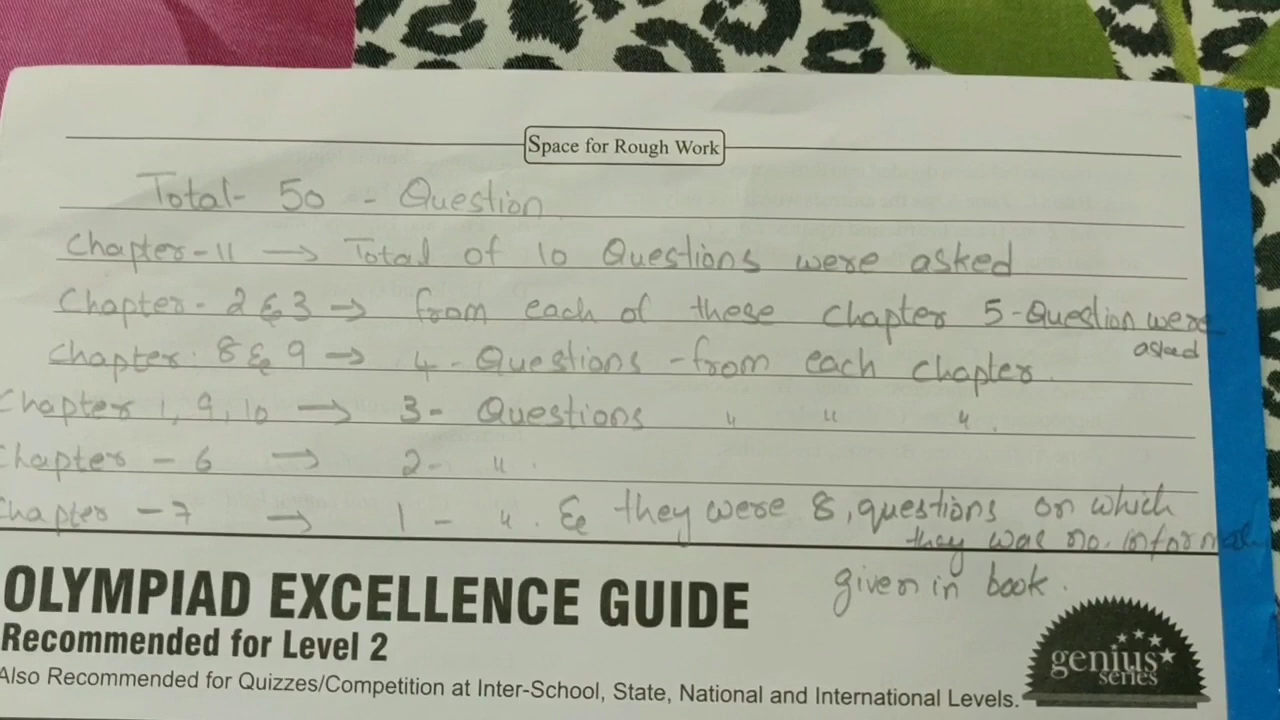 Space for Rough Work
Total- 50 - Question
Chapter-11 → Total of 10 Questions were asked
Chapter - 2 & 3 → from each of these chapter 5-Question were asked
Chapter. 8 & 9 → 4 - Questions - from each chapter.
Chapter 1, 9, 10 → 3- Questions " " ".
Chapter - 6 → 2- ".
Chapter - 7 → 1 - ". & they were 8, questions on which
they was no.
given in book.
OLYMPIAD EXCELLENCE GUIDE
Recommended for Level 2
Also Recommended for Quizzes/Competition at Inter-School, State, National and International Levels.
genius
series